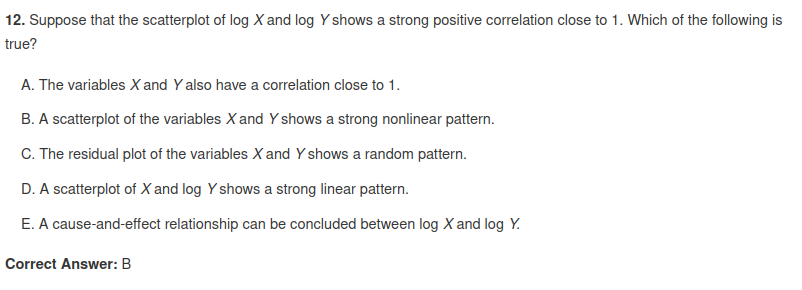 12. Suppose that the scatterplot of log X and log Y shows a strong positive correlation close to 1. Which of the following is
true?
A. The variables X and Y also have a correlation close to 1.
B. A scatterplot of the variables X and Y shows a strong nonlinear pattern.
C. The residual plot of the variables X and Y shows a random pattern.
D. A scatterplot of X and log Y shows a strong linear pattern.
E. A cause-and-effect relationship can be concluded between log X and log Y.
Correct Answer: B